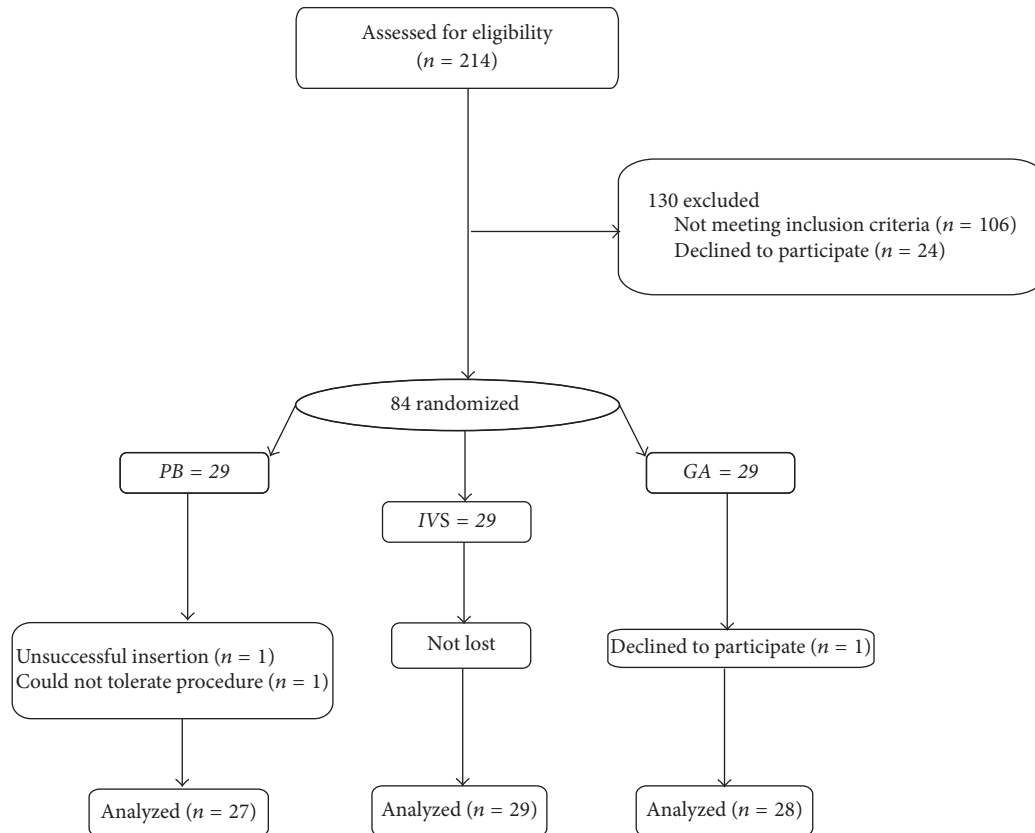 Assessed for eligibility
(n = 214)
130 excluded
Not meeting inclusion criteria (n = 106)
Declined to participate (n = 24)
84 randomized
PB = 29
IVS = 29
GA = 29
Unsuccessful insertion (n = 1)
Could not tolerate procedure (n = 1)
Not lost
Declined to participate (n = 1)
Analyzed (n = 27)
Analyzed (n = 29)
Analyzed (n = 28)